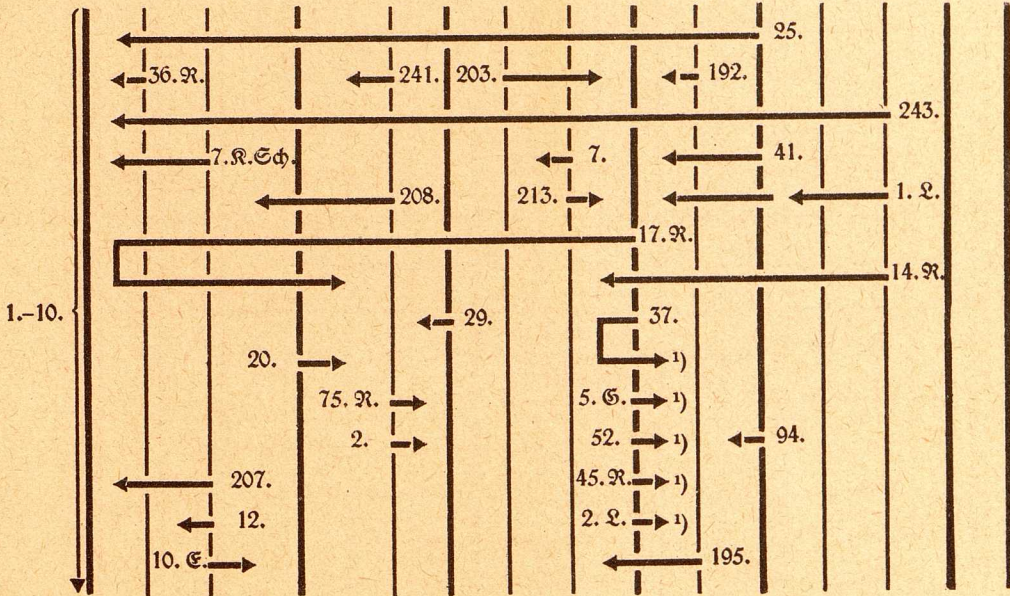 25.
36. R. 241. 203. 192.
243.
7. K. Sch. 7. 41.
208. 213. 1. L.
17. R.
14. R.
1.–10. 29. 37.
20. ¹)
75. R. 5. G. ¹)
2. 52. ¹) 94.
207. 45. R. ¹)
12. 2. L. ¹)
10. E. 195.